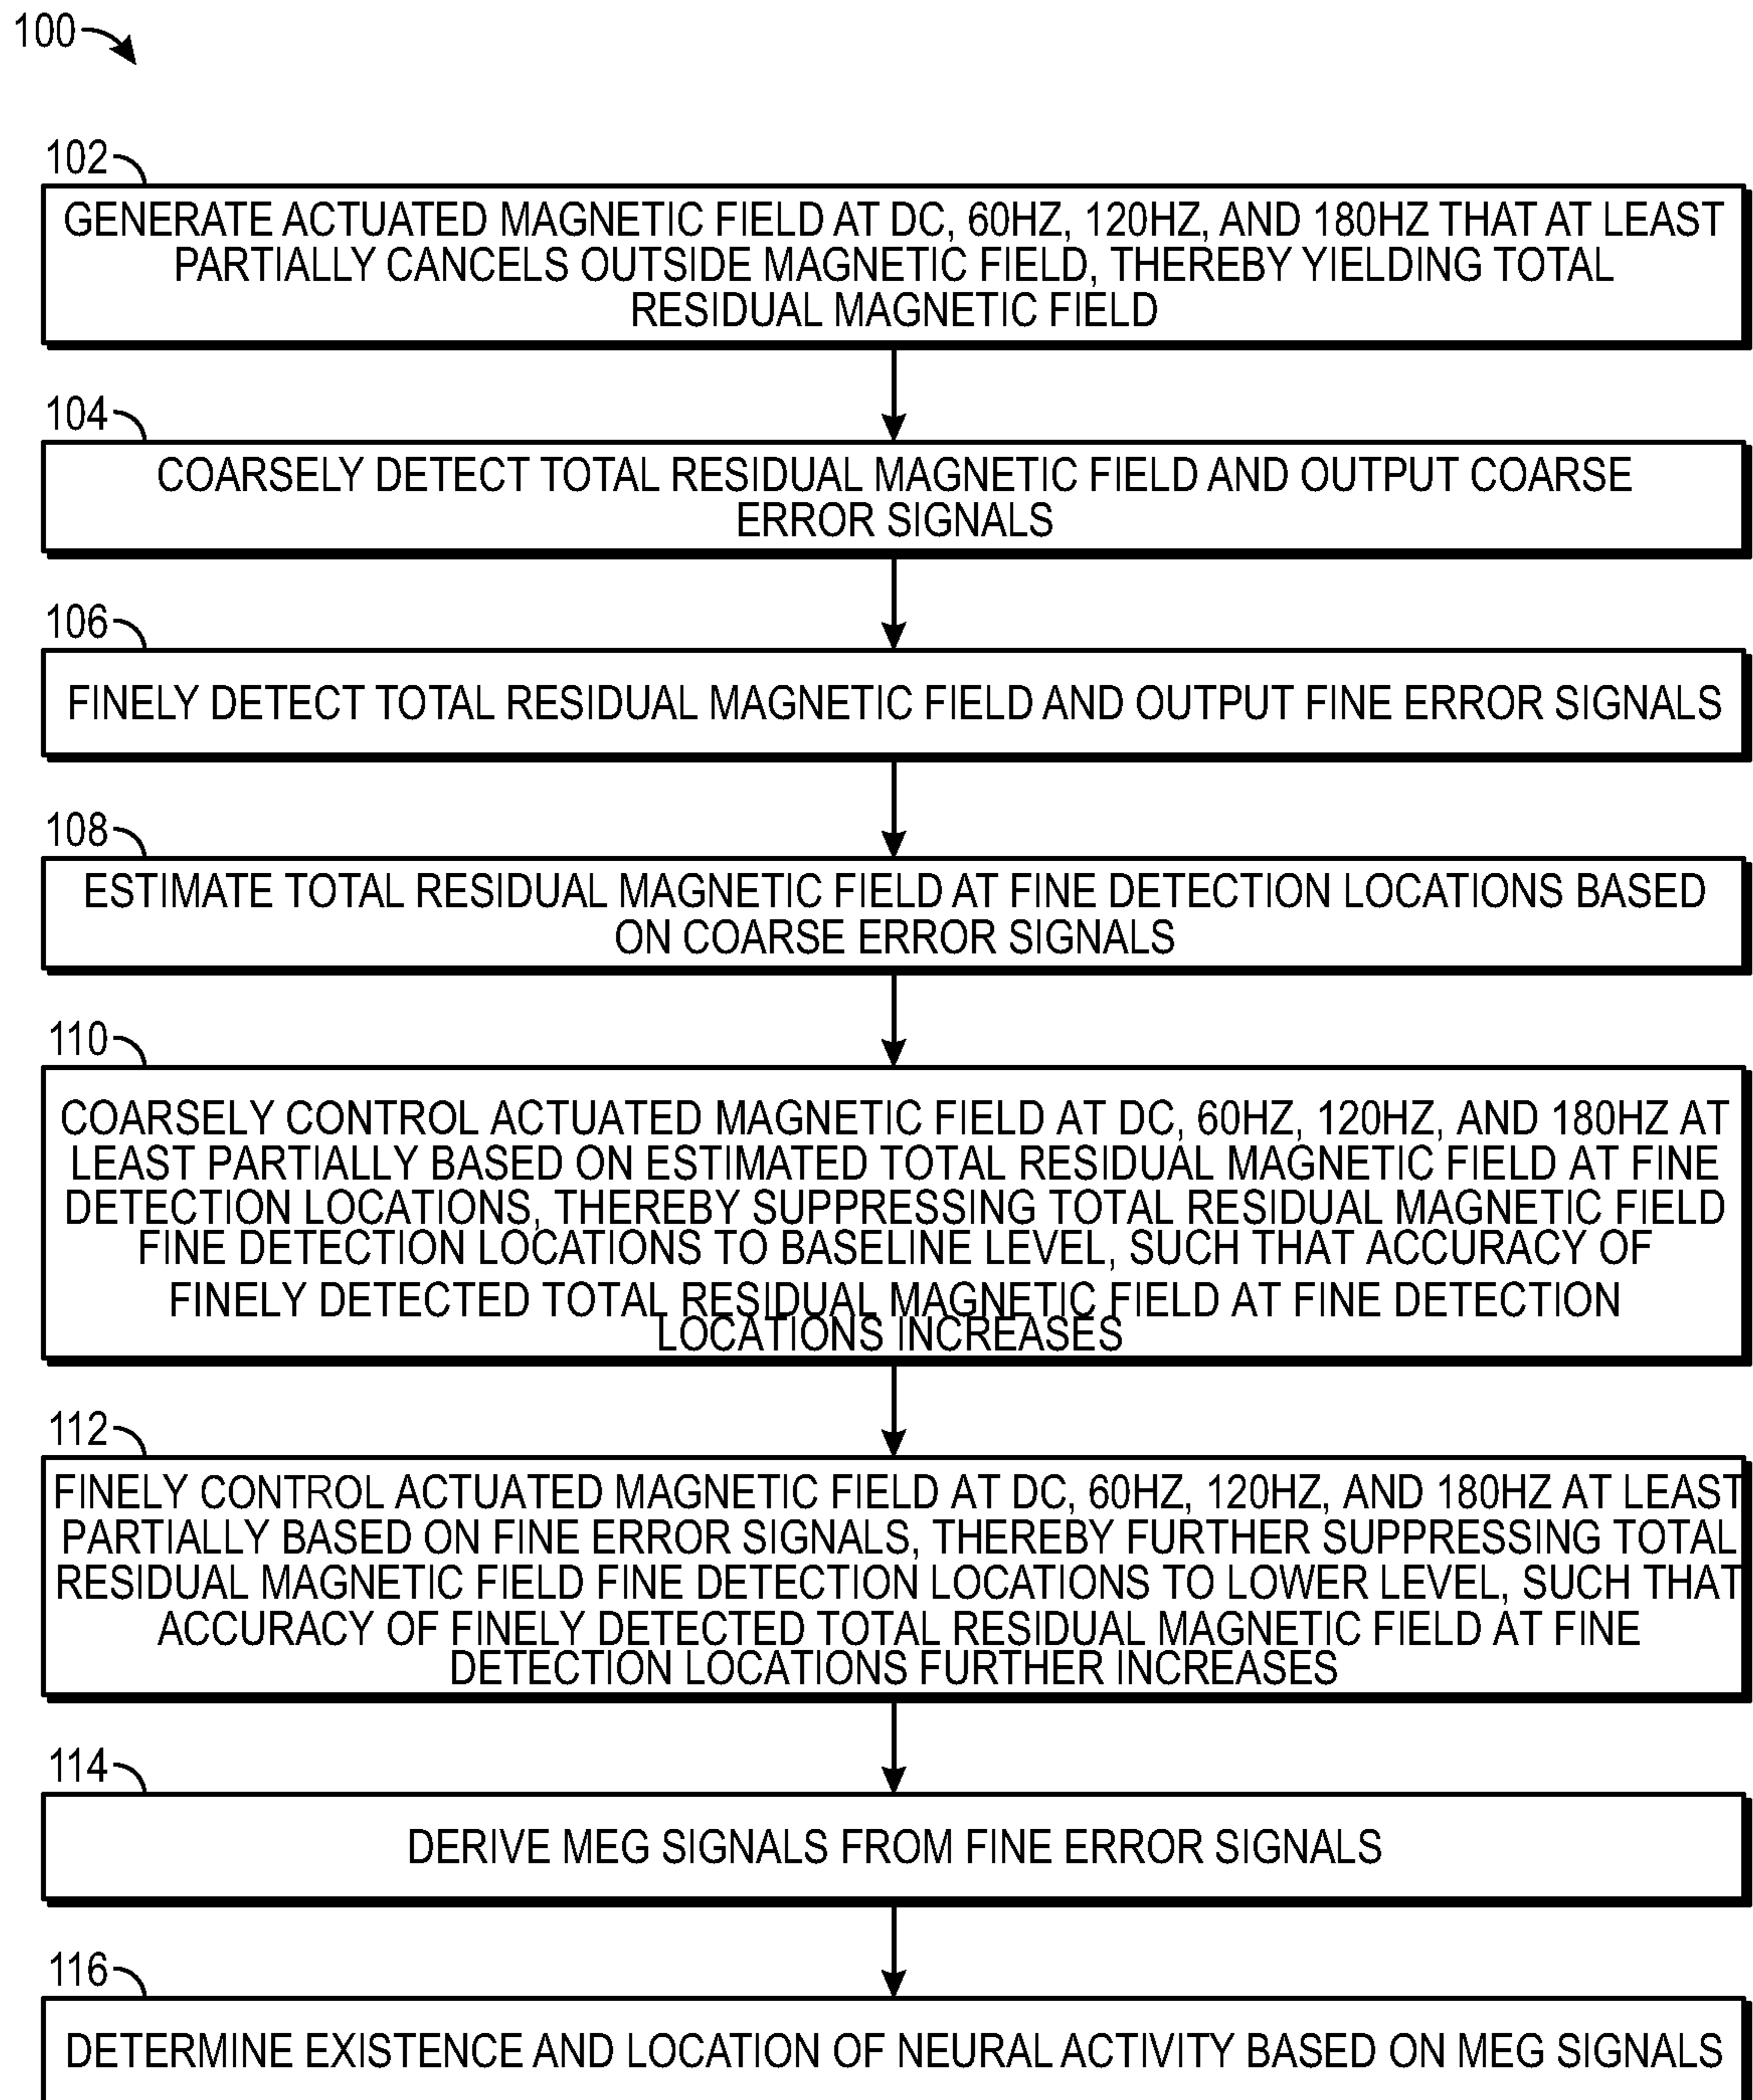 100
102
GENERATE ACTUATED MAGNETIC FIELD AT DC, 60HZ, 120HZ, AND 180HZ THAT AT LEAST
PARTIALLY CANCELS OUTSIDE MAGNETIC FIELD, THEREBY YIELDING TOTAL
RESIDUAL MAGNETIC FIELD
104
COARSELY DETECT TOTAL RESIDUAL MAGNETIC FIELD AND OUTPUT COARSE
ERROR SIGNALS
106
FINELY DETECT TOTAL RESIDUAL MAGNETIC FIELD AND OUTPUT FINE ERROR SIGNALS
108
ESTIMATE TOTAL RESIDUAL MAGNETIC FIELD AT FINE DETECTION LOCATIONS BASED
ON COARSE ERROR SIGNALS
110
COARSELY CONTROL ACTUATED MAGNETIC FIELD AT DC, 60HZ, 120HZ, AND 180HZ AT
LEAST PARTIALLY BASED ON ESTIMATED TOTAL RESIDUAL MAGNETIC FIELD AT FINE
DETECTION LOCATIONS, THEREBY SUPPRESSING TOTAL RESIDUAL MAGNETIC FIELD
FINE DETECTION LOCATIONS TO BASELINE LEVEL, SUCH THAT ACCURACY OF
FINELY DETECTED TOTAL RESIDUAL MAGNETIC FIELD AT FINE DETECTION
LOCATIONS INCREASES
112
FINELY CONTROL ACTUATED MAGNETIC FIELD AT DC, 60HZ, 120HZ, AND 180HZ AT LEAST
PARTIALLY BASED ON FINE ERROR SIGNALS, THEREBY FURTHER SUPPRESSING TOTAL
RESIDUAL MAGNETIC FIELD FINE DETECTION LOCATIONS TO LOWER LEVEL, SUCH THAT
ACCURACY OF FINELY DETECTED TOTAL RESIDUAL MAGNETIC FIELD AT FINE
DETECTION LOCATIONS FURTHER INCREASES
114
DERIVE MEG SIGNALS FROM FINE ERROR SIGNALS
116
DETERMINE EXISTENCE AND LOCATION OF NEURAL ACTIVITY BASED ON MEG SIGNALS